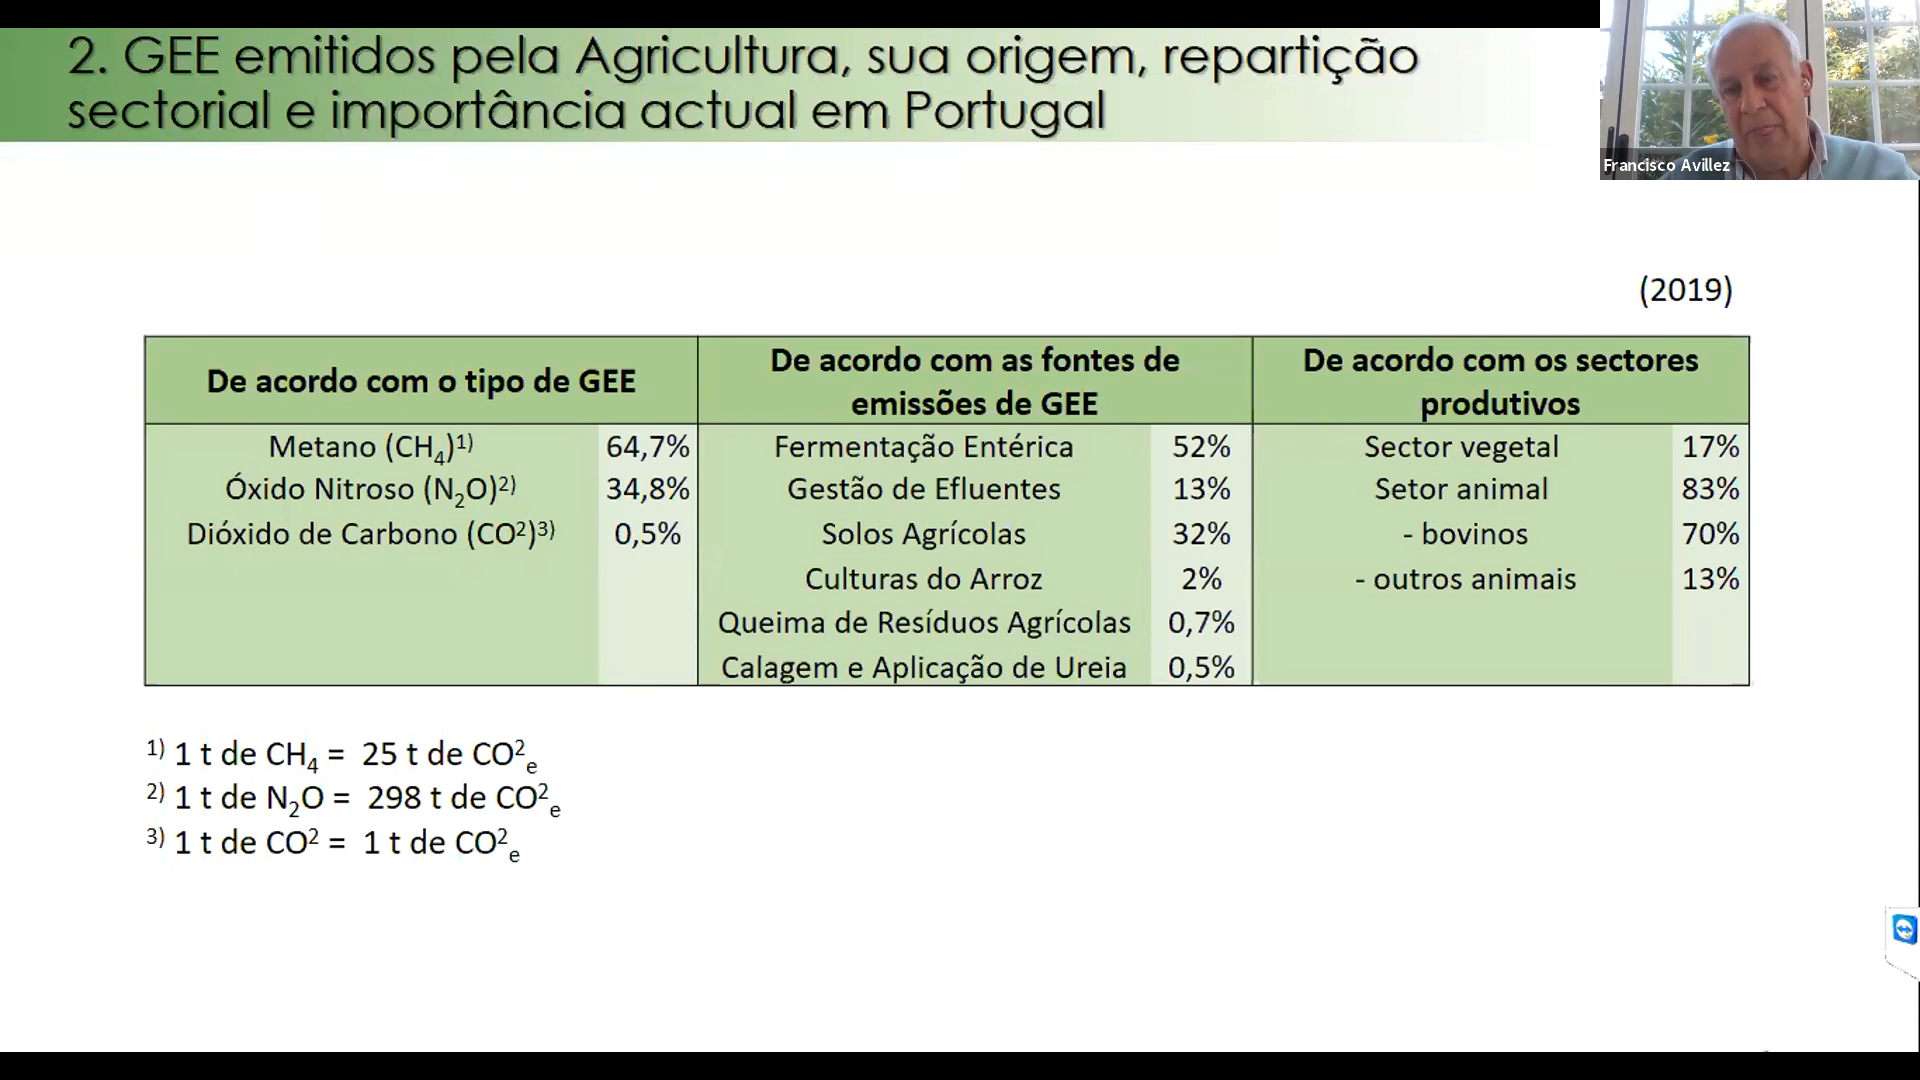 2. GEE emitidos pela Agricultura, sua origem, repartição
sectorial e importância actual em Portugal
Francisco Avillez
(2019)
De acordo com o tipo de GEE
De acordo com as fontes de
emissões de GEE
De acordo com os sectores
produtivos
Metano (CH₄)¹⁾ 64,7%
Óxido Nitroso (N₂O)²⁾ 34,8%
Dióxido de Carbono (CO²)³⁾ 0,5%
Fermentação Entérica 52%
Gestão de Efluentes 13%
Solos Agrícolas 32%
Culturas do Arroz 2%
Queima de Resíduos Agrícolas 0,7%
Calagem e Aplicação de Ureia 0,5%
Sector vegetal 17%
Setor animal 83%
- bovinos 70%
- outros animais 13%
¹⁾ 1 t de CH₄ = 25 t de CO²ₑ
²⁾ 1 t de N₂O = 298 t de CO²ₑ
³⁾ 1 t de CO² = 1 t de CO²ₑ